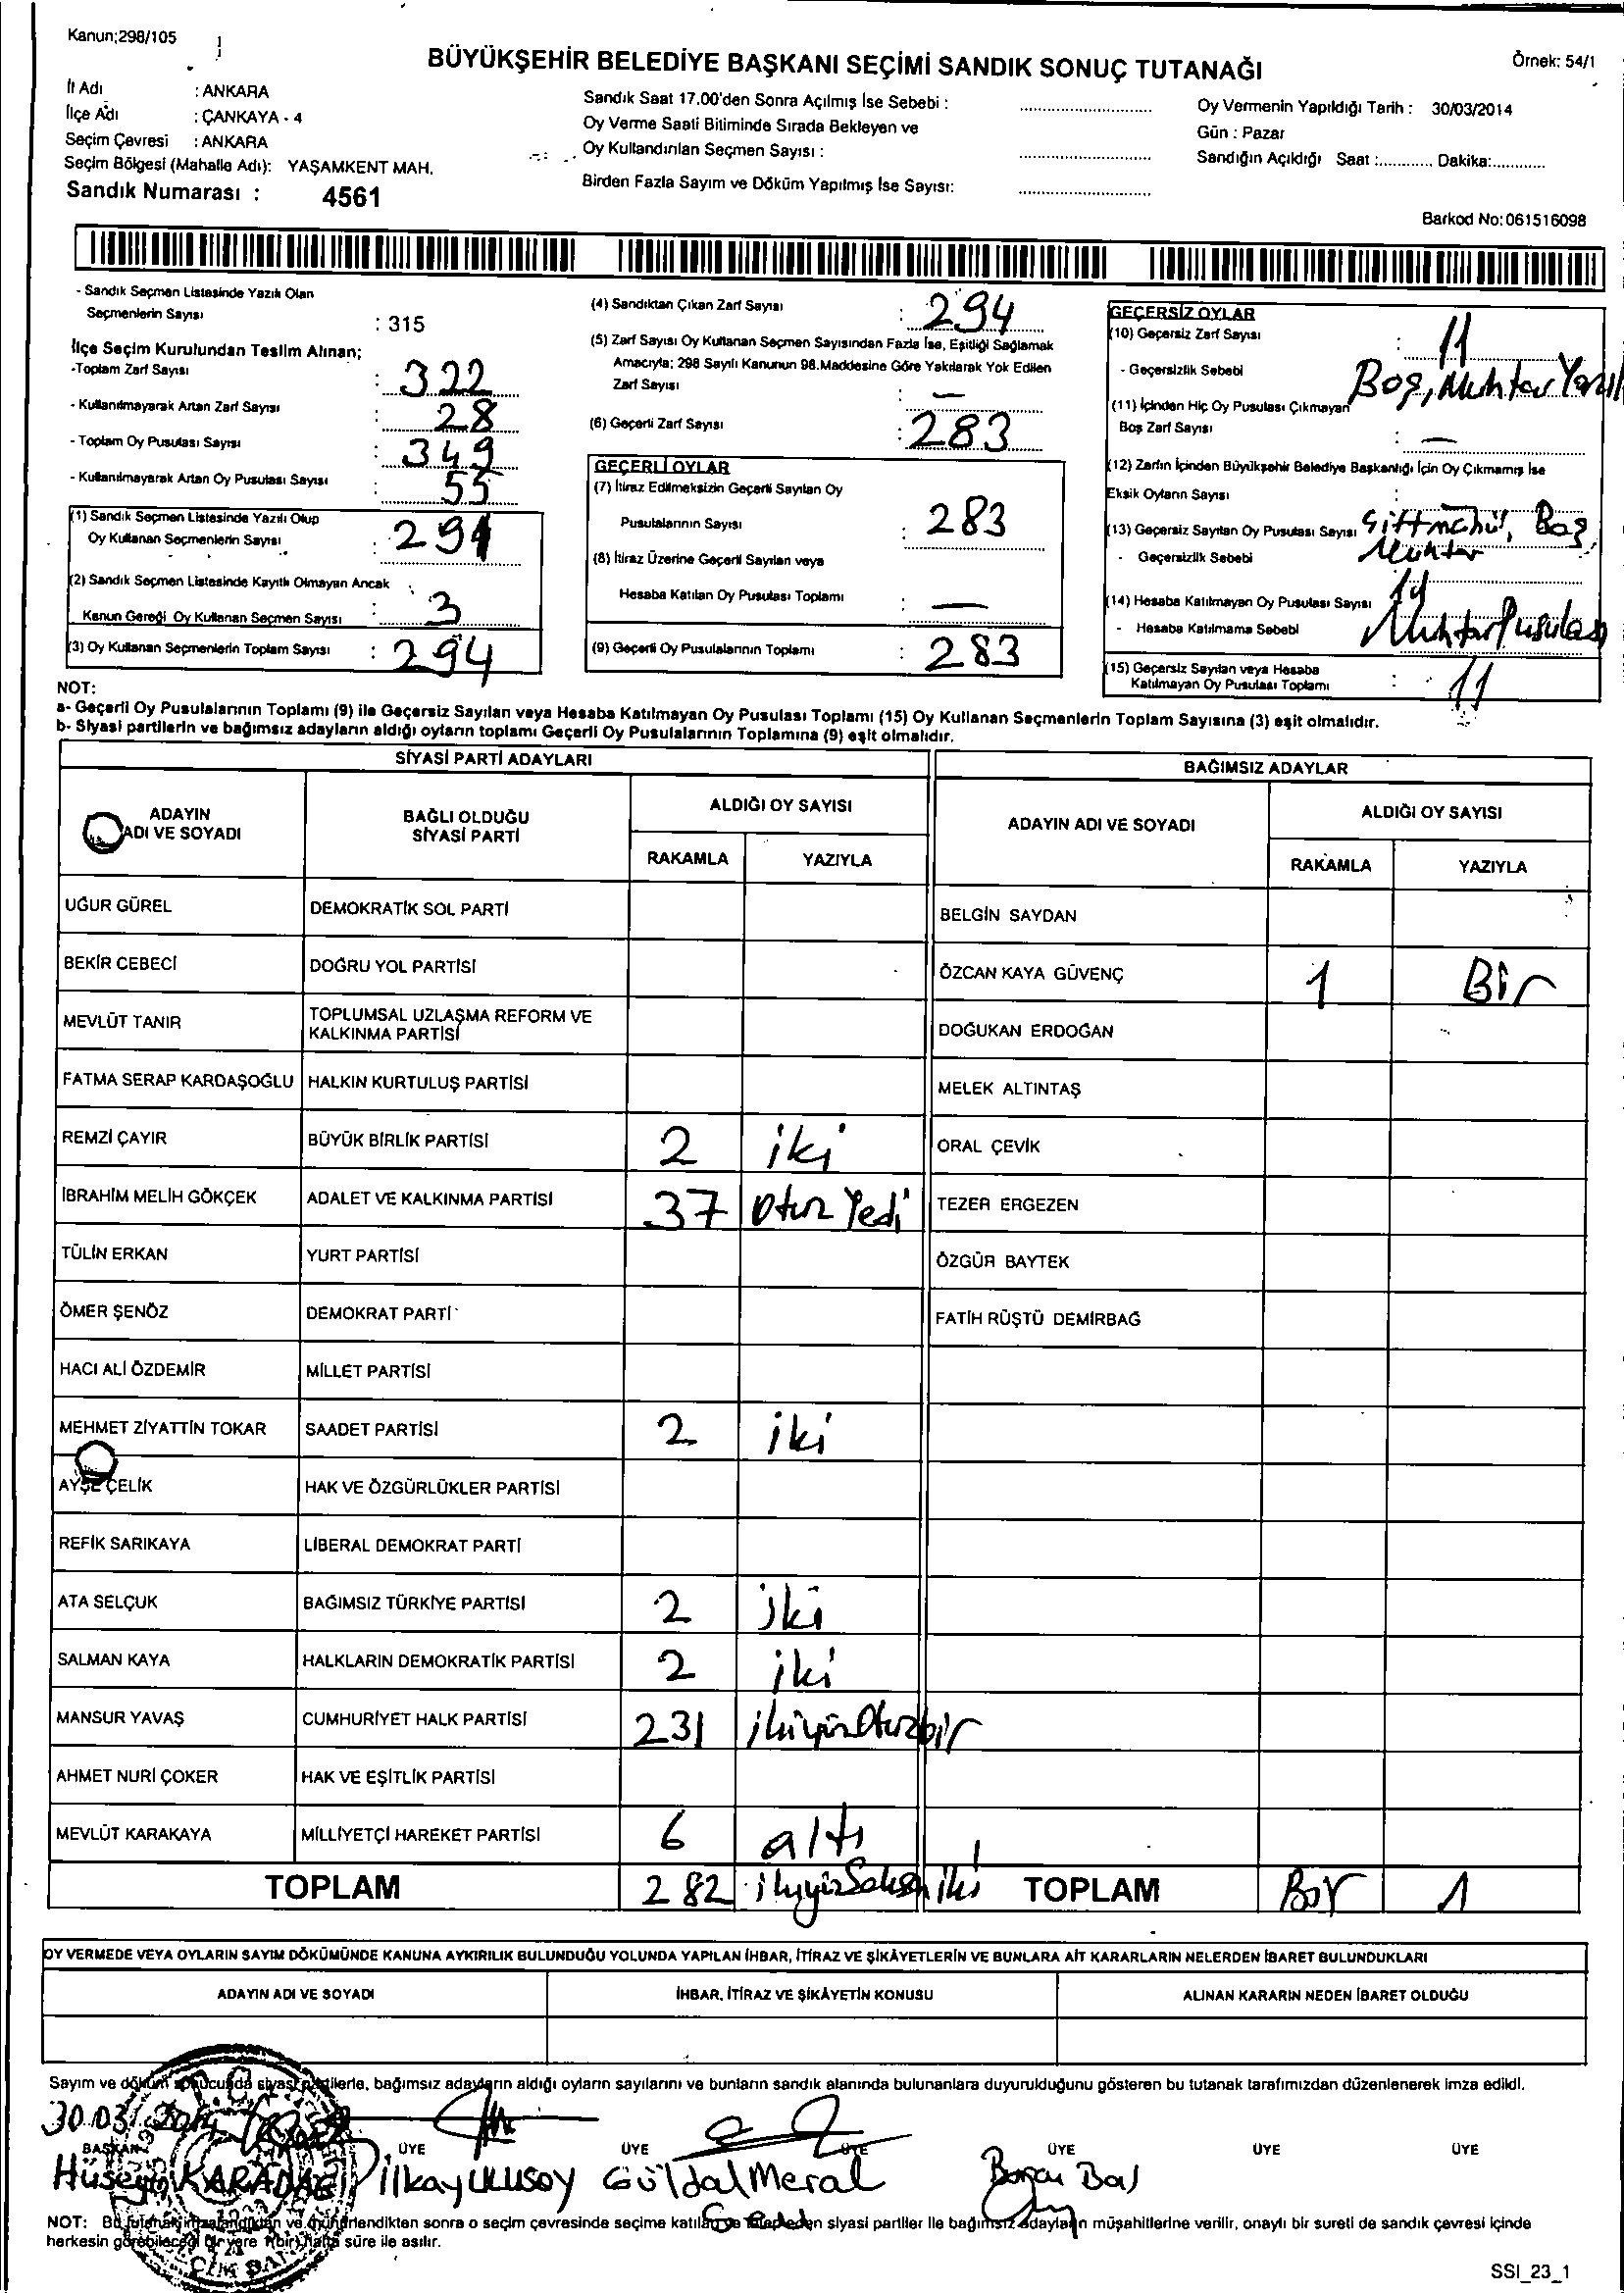 Kanun;298/105
BÜYÜKŞEHİR BELEDİYE BAŞKANI SEÇİMİ SANDIK SONUÇ TUTANAĞI
Örnek: 54/1
İl Adı : ANKARA
İlçe Adı : ÇANKAYA - 4
Seçim Çevresi : ANKARA
Seçim Bölgesi (Mahalle Adı): YAŞAMKENT MAH.
Sandık Numarası : 4561
Sandık Saat 17.00'den Sonra Açılmış İse Sebebi :
Oy Verme Saati Bitiminde Sırada Bekleyen ve
Oy Kullandırılan Seçmen Sayısı :
Birden Fazla Sayım ve Döküm Yapılmış İse Sayısı:
Oy Vermenin Yapıldığı Tarih : 30/03/2014
Gün : Pazar
Sandığın Açıldığı Saat :............ Dakika:............
Barkod No: 061516098
- Sandık Seçmen Listesinde Yazılı Olan
Seçmenlerin Sayısı : 315
İlçe Seçim Kurulundan Teslim Alınan;
-Toplam Zarf Sayısı : 322
- Kullanılmayarak Artan Zarf Sayısı : 28
- Toplam Oy Pusulası Sayısı : 349
- Kullanılmayarak Artan Oy Pusulası Sayısı : 55
(1) Sandık Seçmen Listesinde Yazılı Olup
Oy Kullanan Seçmenlerin Sayısı : 291
(2) Sandık Seçmen Listesinde Kayıtlı Olmayan Ancak
Kanun Gereği Oy Kullanan Seçmen Sayısı : 3
(3) Oy Kullanan Seçmenlerin Toplam Sayısı : 294
(4) Sandıktan Çıkan Zarf Sayısı : 294
(5) Zarf Sayısı Oy Kullanan Seçmen Sayısından Fazla İse, Eşitliği Sağlamak
Amacıyla; 298 Sayılı Kanunun 98.Maddesine Göre Yakılarak Yok Edilen
Zarf Sayısı : —
(6) Geçerli Zarf Sayısı : 283
GEÇERLİ OYLAR
(7) İtiraz Edilmeksizin Geçerli Sayılan Oy
Pusulalarının Sayısı : 283
(8) İtiraz Üzerine Geçerli Sayılan veya
Hesaba Katılan Oy Pusulası Toplamı : —
(9) Geçerli Oy Pusulalarının Toplamı : 283
GEÇERSİZ OYLAR
(10) Geçersiz Zarf Sayısı : 11
- Geçersizlik Sebebi Boş, Muhtar
(11) İçinden Hiç Oy Pusulası Çıkmayan
Boş Zarf Sayısı : —
(12) Zarfın İçinden Büyükşehir Belediye Başkanlığı İçin Oy Çıkmamış İse
Eksik Oyların Sayısı :
(13) Geçersiz Sayılan Oy Pusulası Sayısı Çift mühür, Boş,
- Geçersizlik Sebebi Muhtar
(14) Hesaba Katılmayan Oy Pusulası Sayısı
- Hesaba Katılmama Sebebi Muhtar Pusulası
(15) Geçersiz Sayılan veya Hesaba
Katılmayan Oy Pusulası Toplamı : 11
NOT:
a- Geçerli Oy Pusulalarının Toplamı (9) ile Geçersiz Sayılan veya Hesaba Katılmayan Oy Pusulası Toplamı (15) Oy Kullanan Seçmenlerin Toplam Sayısına (3) eşit olmalıdır.
b- Siyasi partilerin ve bağımsız adayların aldığı oyların toplamı Geçerli Oy Pusulalarının Toplamına (9) eşit olmalıdır.
SİYASİ PARTİ ADAYLARI
ADAYIN ADI VE SOYADI
BAĞLI OLDUĞU SİYASİ PARTİ
ALDIĞI OY SAYISI
RAKAMLA YAZIYLA
UĞUR GÜREL DEMOKRATİK SOL PARTİ
BEKİR CEBECİ DOĞRU YOL PARTİSİ
MEVLÜT TANIR TOPLUMSAL UZLAŞMA REFORM VE KALKINMA PARTİSİ
FATMA SERAP KARDAŞOĞLU HALKIN KURTULUŞ PARTİSİ
REMZİ ÇAYIR BÜYÜK BİRLİK PARTİSİ 2 iki
İBRAHİM MELİH GÖKÇEK ADALET VE KALKINMA PARTİSİ 37 Otuz Yedi
TÜLİN ERKAN YURT PARTİSİ
ÖMER ŞENÖZ DEMOKRAT PARTİ
HACI ALİ ÖZDEMİR MİLLET PARTİSİ
MEHMET ZİYATTİN TOKAR SAADET PARTİSİ 2 iki
AYŞE ÇELİK HAK VE ÖZGÜRLÜKLER PARTİSİ
REFİK SARIKAYA LİBERAL DEMOKRAT PARTİ
ATA SELÇUK BAĞIMSIZ TÜRKİYE PARTİSİ 2 iki
SALMAN KAYA HALKLARIN DEMOKRATİK PARTİSİ 2 iki
MANSUR YAVAŞ CUMHURİYET HALK PARTİSİ 231 ikiyüzOtuzbir
AHMET NURİ ÇOKER HAK VE EŞİTLİK PARTİSİ
MEVLÜT KARAKAYA MİLLİYETÇİ HAREKET PARTİSİ 6 altı
TOPLAM 282 ikiyüzSeksen iki
BAĞIMSIZ ADAYLAR
ADAYIN ADI VE SOYADI
ALDIĞI OY SAYISI
RAKAMLA YAZIYLA
BELGİN SAYDAN
ÖZCAN KAYA GÜVENÇ 1 Bir
DOĞUKAN ERDOĞAN
MELEK ALTINTAŞ
ORAL ÇEVİK
TEZER ERGEZEN
ÖZGÜR BAYTEK
FATİH RÜŞTÜ DEMİRBAĞ
TOPLAM Bir 1
OY VERMEDE VEYA OYLARIN SAYIM DÖKÜMÜNDE KANUNA AYKIRILIK BULUNDUĞU YOLUNDA YAPILAN İHBAR, İTİRAZ VE ŞİKÂYETLERİN VE BUNLARA AİT KARARLARIN NELERDEN İBARET BULUNDUKLARI
ADAYIN ADI VE SOYADI İHBAR, İTİRAZ VE ŞİKÂYETİN KONUSU ALINAN KARARIN NEDEN İBARET OLDUĞU
Sayım ve döküm sonucunda siyasi partilerle, bağımsız adayların aldığı oyların sayılarını ve bunların sandık alanında bulunanlara duyurulduğunu gösteren bu tutanak tarafımızdan düzenlenerek imza edildi.
30.03.2014
BAŞKAN ÜYE ÜYE ÜYE ÜYE ÜYE ÜYE
Hüseyin KARADAĞ İlkay ULUSOY Güldal Meral
NOT: Bu tutanak imzalandıktan ve mühürlendikten sonra o seçim çevresinde seçime katılan ve talep eden siyasi partiler ile bağımsız adayların müşahitlerine verilir, onaylı bir sureti de sandık çevresi içinde
herkesin görebileceği bir yere 1(bir) hafta süre ile asılır.
SSI_23_1